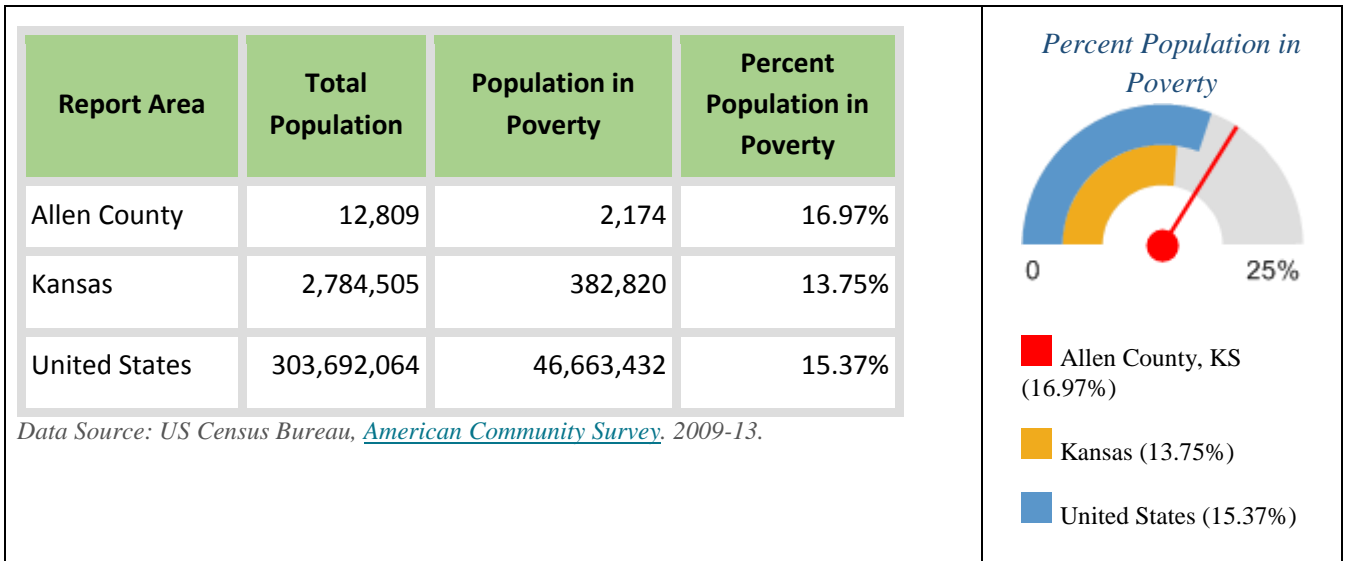 Report Area
Total
Population
Population in
Poverty
Percent
Population in
Poverty
Allen County 12,809 2,174 16.97%
Kansas 2,784,505 382,820 13.75%
United States 303,692,064 46,663,432 15.37%
Data Source: US Census Bureau, American Community Survey. 2009-13.
Percent Population in
Poverty
0 25%
Allen County, KS
(16.97%)
Kansas (13.75%)
United States (15.37%)